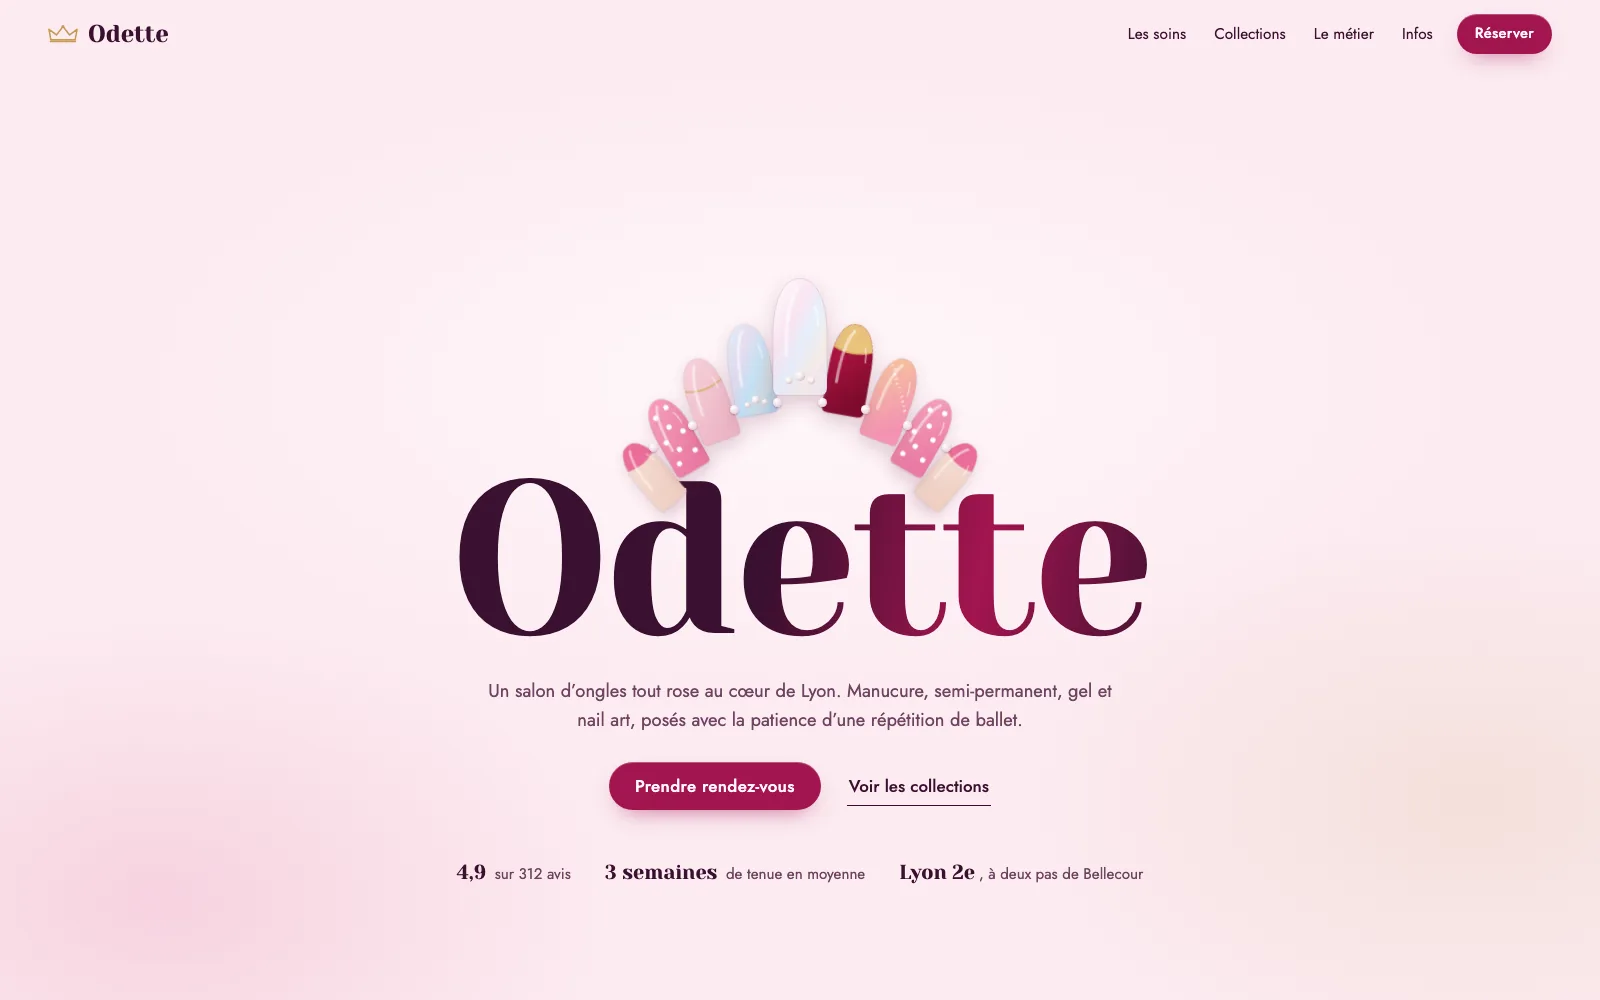 Odette
Les soins
Collections
Le métier
Infos
Réserver
Odette
Un salon d’ongles tout rose au cœur de Lyon. Manucure, semi-permanent, gel et
nail art, posés avec la patience d’une répétition de ballet.
Prendre rendez-vous
Voir les collections
4,9 sur 312 avis
3 semaines de tenue en moyenne
Lyon 2e , à deux pas de Bellecour